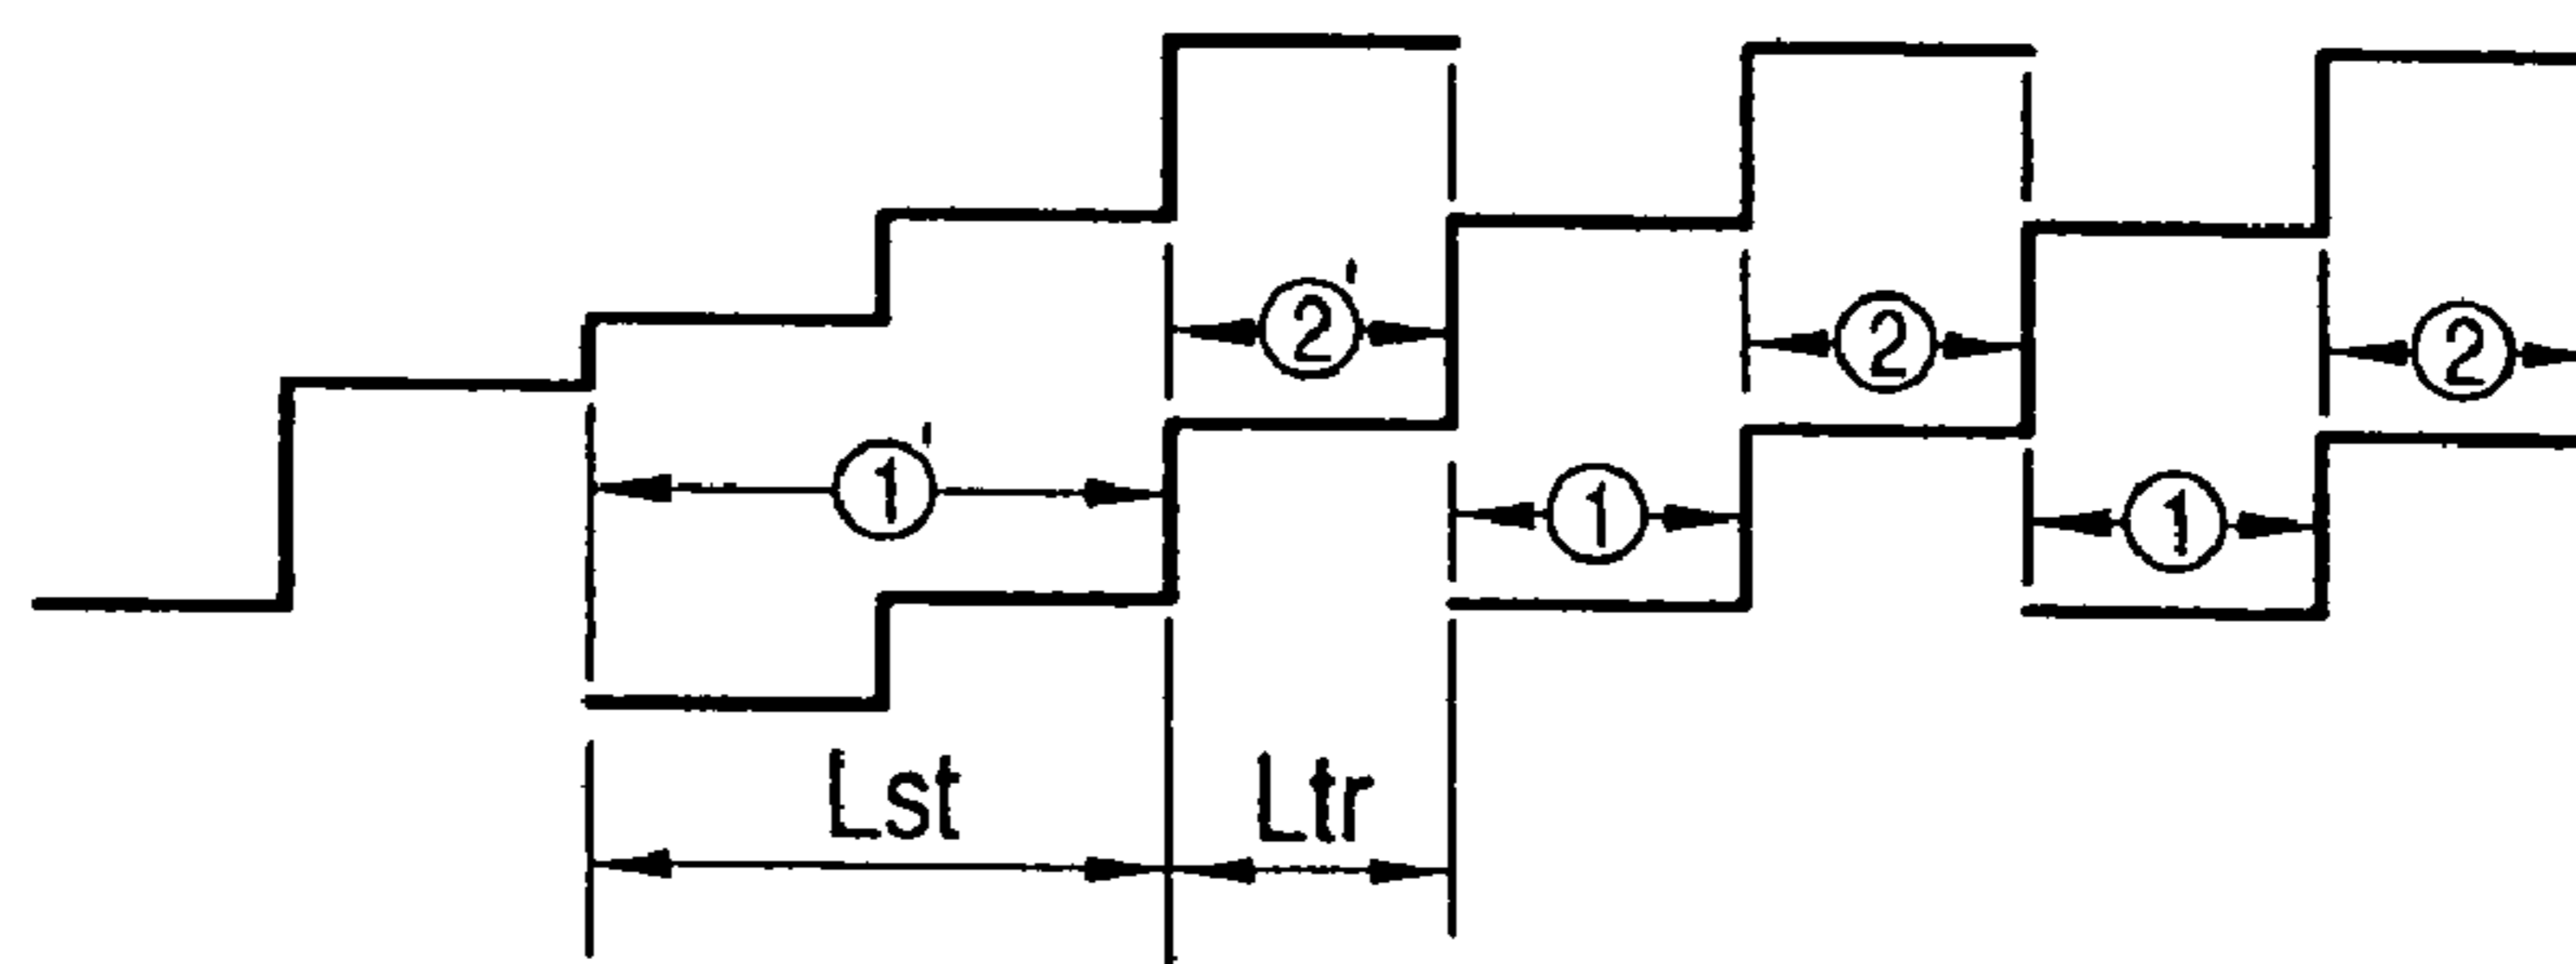 ②' ② ②
①' ① ①
Lst Ltr